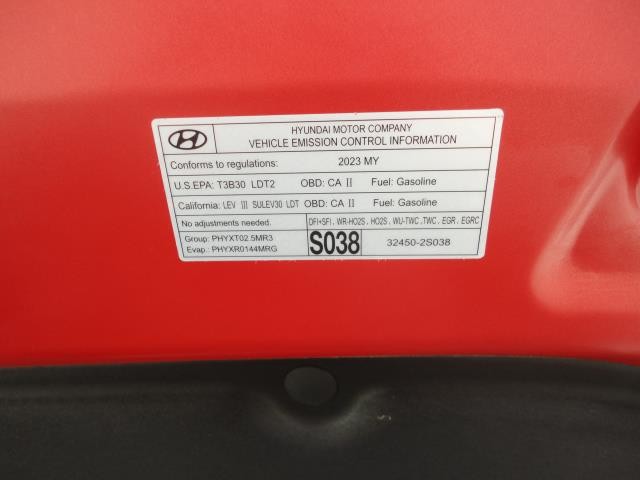 HYUNDAI MOTOR COMPANY
VEHICLE EMISSION CONTROL INFORMATION
Conforms to regulations: 2023 MY
U.S.EPA: T3B30 LDT2 OBD: CA II Fuel: Gasoline
California: LEV III SULEV30 LDT OBD: CA II Fuel: Gasoline
No adjustments needed. DFI+SFI , WR-HO2S , HO2S , WU-TWC , TWC , EGR , EGRC
Group: PHYXT02.5MR3
Evap.: PHYXR0144MRG
S038 32450-2S038